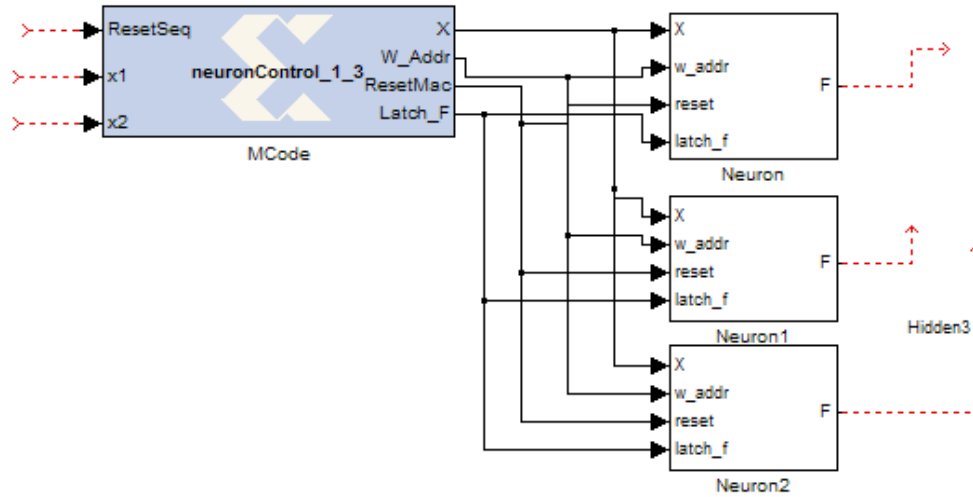 ResetSeq
x1
x2
neuronControl_1_3
X
W_Addr
ResetMac
Latch_F
MCode
X
w_addr
reset
latch_f
F
Neuron
X
w_addr
reset
latch_f
F
Neuron1
Hidden3
X
w_addr
reset
latch_f
F
Neuron2